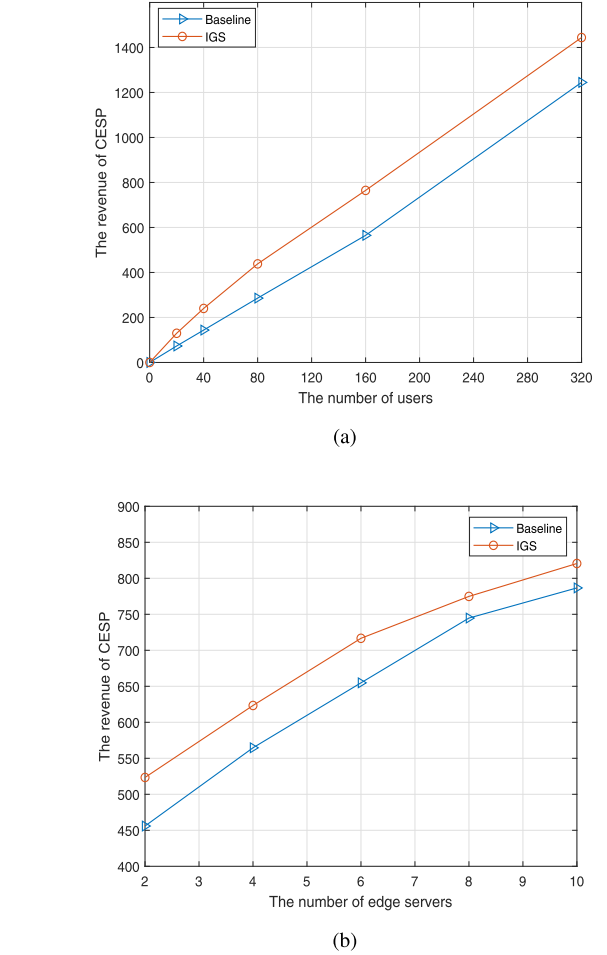 Baseline
IGS
1400
1200
1000
800
600
400
200
0
The revenue of CESP
0 40 80 120 160 200 240 280 320
The number of users
(a)
Baseline
IGS
900
850
800
750
700
650
600
550
500
450
400
The revenue of CESP
2 3 4 5 6 7 8 9 10
The number of edge servers
(b)